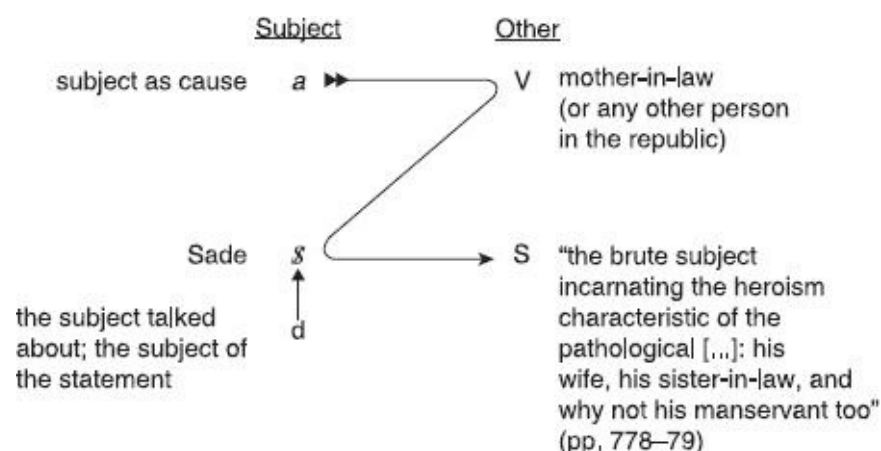 Subject Other
subject as cause a V mother-in-law
(or any other person
in the republic)
Sade $ S "the brute subject
incarnating the heroism
characteristic of the
pathological [...]: his
wife, his sister-in-law, and
why not his manservant too"
(pp. 778–79)
d
the subject talked
about; the subject of
the statement